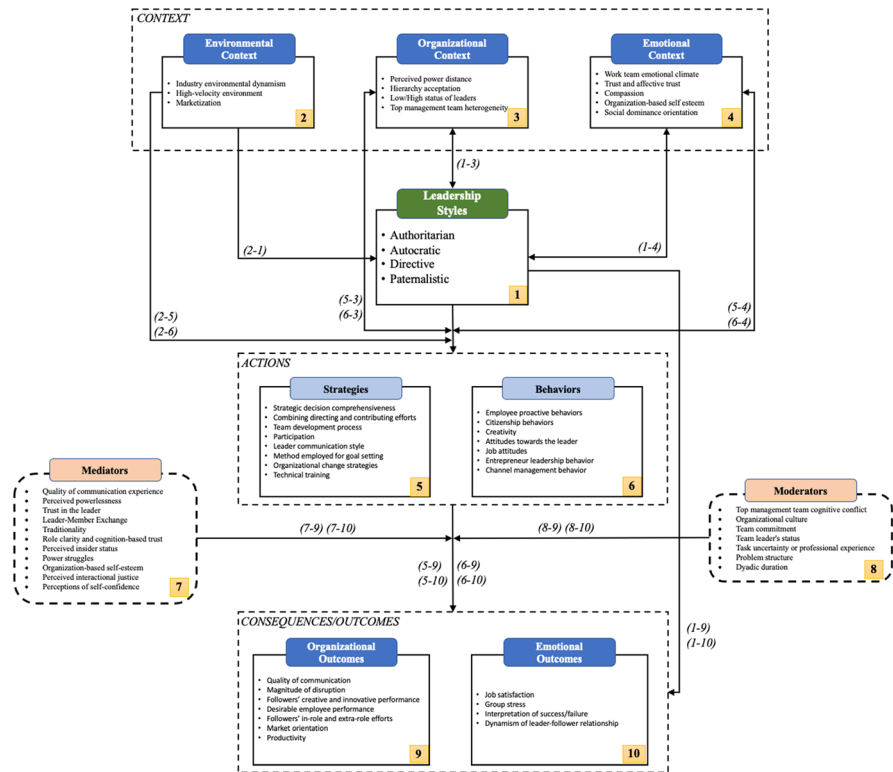 CONTEXT
Environmental
Context
• Industry environmental dynamism
• High-velocity environment
• Marketization
2
Organizational
Context
• Perceived power distance
• Hierarchy acceptation
• Low/High status of leaders
• Top management team heterogeneity
3
Emotional
Context
• Work team emotional climate
• Trust and affective trust
• Compassion
• Organization-based self esteem
• Social dominance orientation
4
(1-3)
Leadership
Styles
• Authoritarian
• Autocratic
• Directive
• Paternalistic
1
(2-1)
(1-4)
(2-5)
(2-6)
(5-3)
(6-3)
(5-4)
(6-4)
ACTIONS
Strategies
• Strategic decision comprehensiveness
• Combining directing and contributing efforts
• Team development process
• Participation
• Leader communication style
• Method employed for goal setting
• Organizational change strategies
• Technical training
5
Behaviors
• Employee proactive behaviors
• Citizenship behaviors
• Creativity
• Attitudes towards the leader
• Job attitudes
• Entrepreneur leadership behavior
• Channel management behavior
6
Mediators
• Quality of communication experience
• Perceived powerlessness
• Trust in the leader
• Leader-Member Exchange
• Traditionality
• Role clarity and cognition-based trust
• Perceived insider status
• Power struggles
• Organization-based self-esteem
• Perceived interactional justice
• Perceptions of self-confidence
7
Moderators
• Top management team cognitive conflict
• Organizational culture
• Team commitment
• Team leader's status
• Task uncertainty or professional experience
• Problem structure
• Dyadic duration
8
(7-9) (7-10)
(8-9) (8-10)
(5-9)
(5-10)
(6-9)
(6-10)
(1-9)
(1-10)
CONSEQUENCES/OUTCOMES
Organizational
Outcomes
• Quality of communication
• Magnitude of disruption
• Followers' creative and innovative performance
• Desirable employee performance
• Followers' in-role and extra-role efforts
• Market orientation
• Productivity
9
Emotional
Outcomes
• Job satisfaction
• Group stress
• Interpretation of success/failure
• Dynamism of leader-follower relationship
10